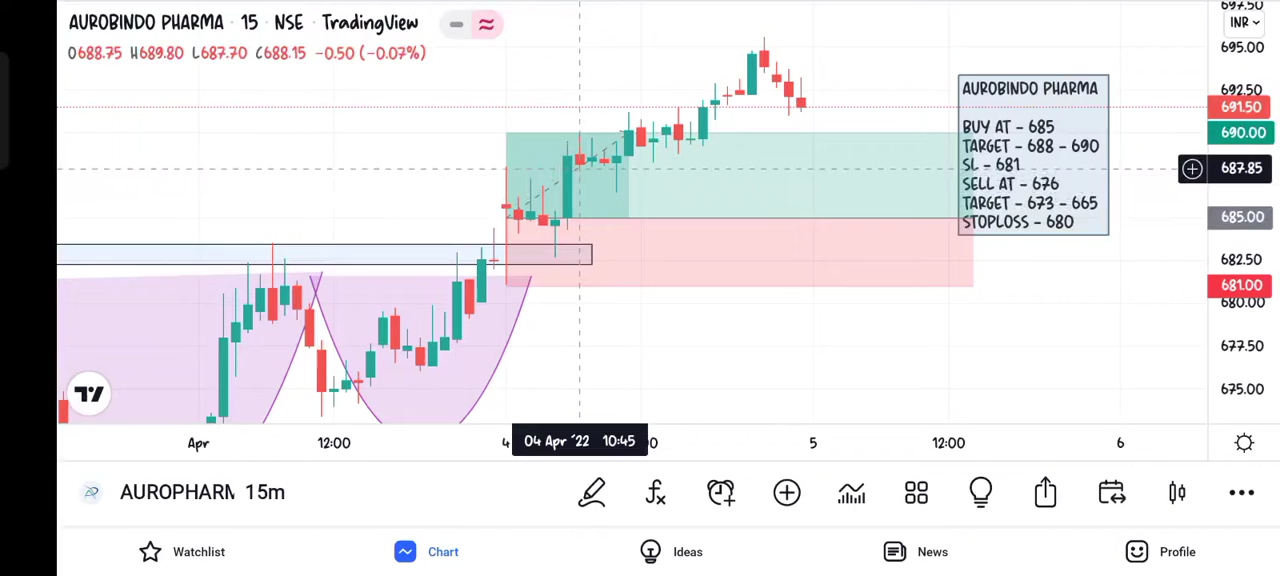 AUROBINDO PHARMA · 15 · NSE · TradingView
O688.75 H689.80 L687.70 C688.15 −0.50 (−0.07%)
697.50
INR
695.00
692.50
691.50
690.00
687.85
685.00
682.50
681.00
680.00
677.50
675.00
AUROBINDO PHARMA
BUY AT - 685
TARGET - 688 - 690
SL - 681
SELL AT - 676
TARGET - 673 - 665
STOPLOSS - 680
Apr 12:00 4 04 Apr '22 10:45 5 12:00 6
AUROPHARM 15m
Watchlist Chart Ideas News Profile